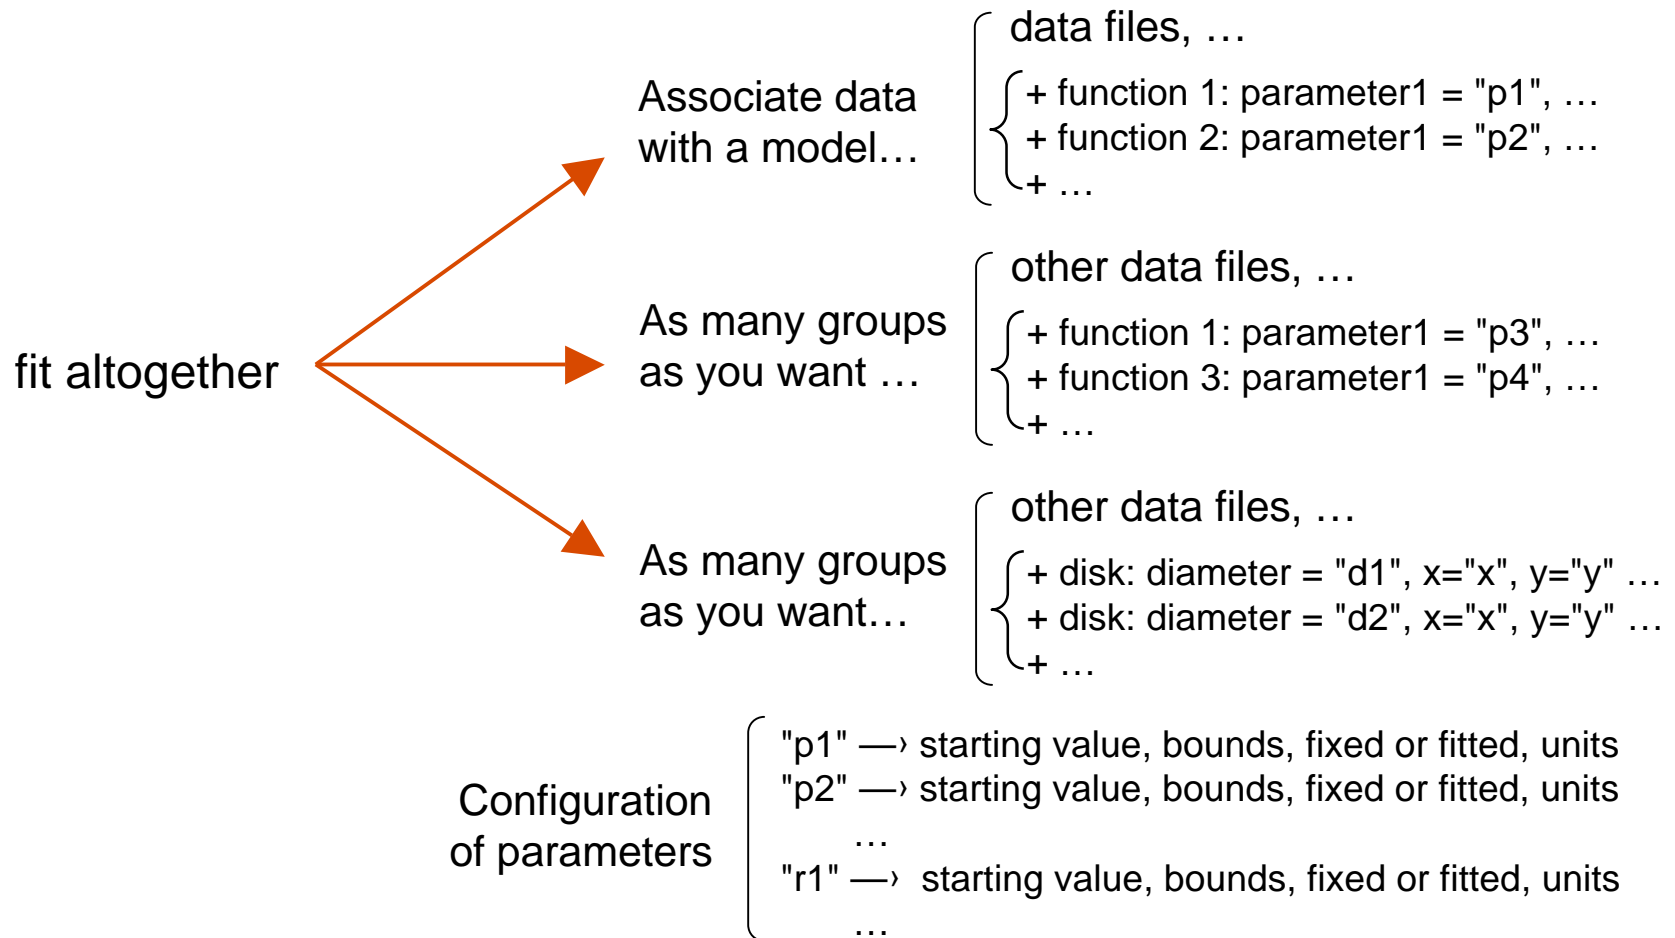 fit altogether
Associate data
with a model…
data files, …
+ function 1: parameter1 = "p1", …
+ function 2: parameter1 = "p2", …
+ …
As many groups
as you want …
other data files, …
+ function 1: parameter1 = "p3", …
+ function 3: parameter1 = "p4", …
+ …
As many groups
as you want…
other data files, …
+ disk: diameter = "d1", x="x", y="y" …
+ disk: diameter = "d2", x="x", y="y" …
+ …
Configuration
of parameters
"p1" —› starting value, bounds, fixed or fitted, units
"p2" —› starting value, bounds, fixed or fitted, units
…
"r1" —› starting value, bounds, fixed or fitted, units
…